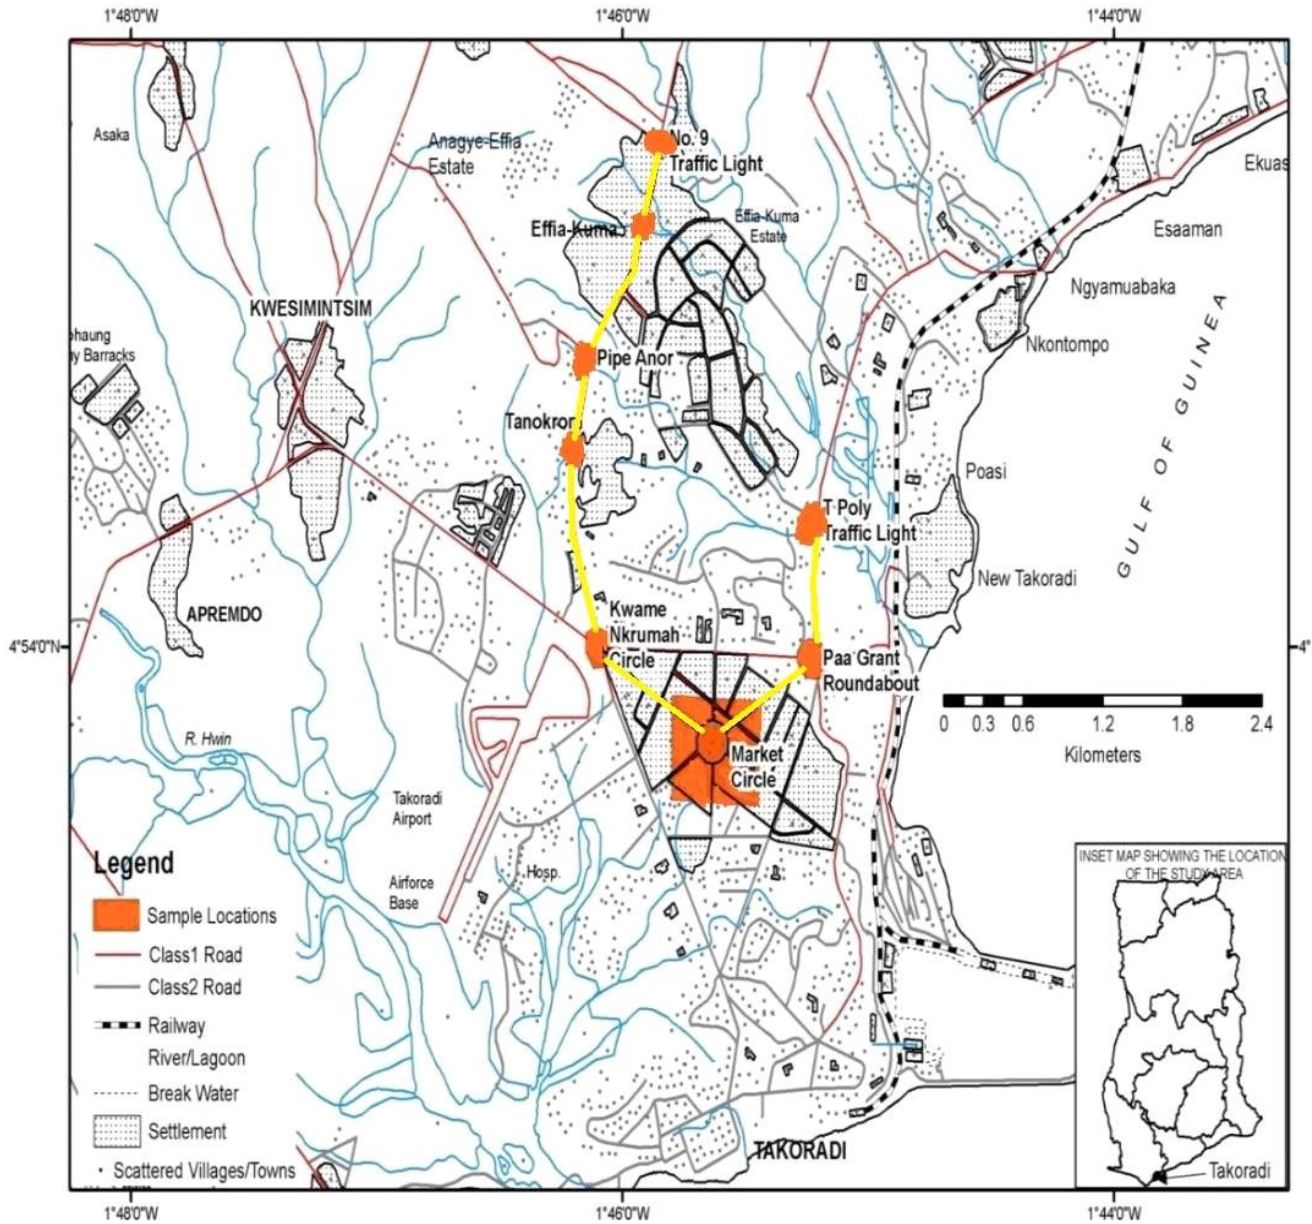 1°48'0"W
1°46'0"W
1°44'0"W
Asaka
Anagye-Effia
Estate
No. 9
Traffic Light
Ekuas
Effia-Kuma
Effia-Kuma
Estate
Esaaman
KWESIMINTSIM
Ngyamuabaka
ohaung
ny Barracks
Pipe Anor
Nkontompo
GULF OF GUINEA
Tanokrom
Poasi
T Poly
Traffic Light
New Takoradi
APREMDO
Kwame
Nkrumah
Circle
4°54'0"N
4°
Paa Grant
Roundabout
0 0.3 0.6 1.2 1.8 2.4
Kilometers
R. Hwin
Market
Circle
Takoradi
Airport
Airforce
Base
Hosp.
Legend
Sample Locations
Class1 Road
Class2 Road
Railway
River/Lagoon
Break Water
Settlement
Scattered Villages/Towns
INSET MAP SHOWING THE LOCATION
OF THE STUDY AREA
Takoradi
TAKORADI
1°48'0"W
1°46'0"W
1°44'0"W